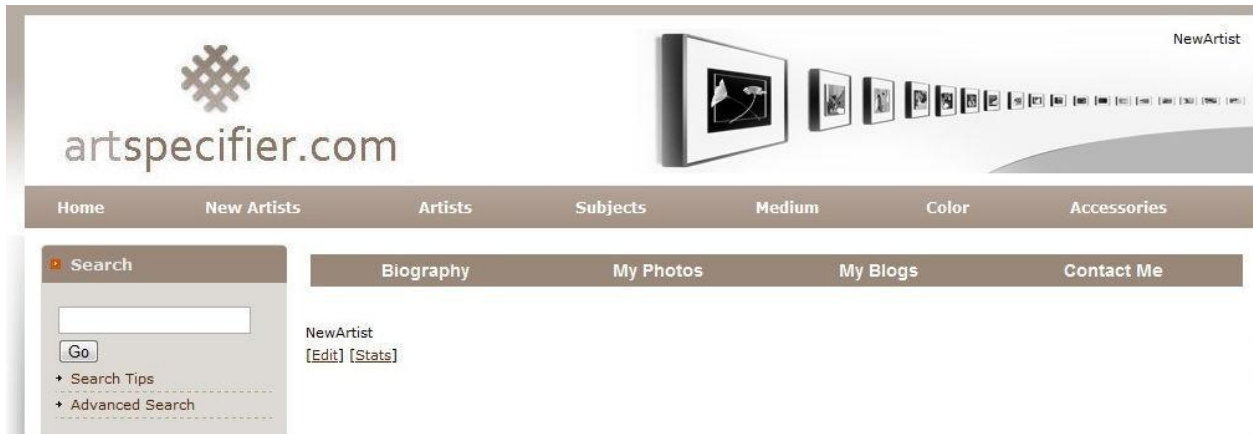 NewArtist
artspecifier.com
Home New Artists Artists Subjects Medium Color Accessories
Search
Biography My Photos My Blogs Contact Me
Go
Search Tips
Advanced Search
NewArtist
[Edit] [Stats]